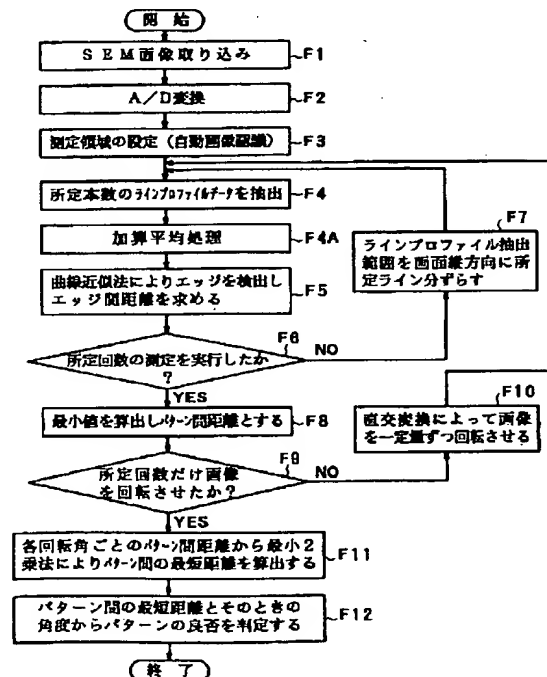 開始
SEM画像取り込み
F1
A/D変換
F2
測定領域の設定(自動画像認識)
F3
所定本数のラインプロファイルデータを抽出
F4
加算平均処理
F4A
曲線近似法によりエッジを検出し
エッジ間距離を求める
F5
所定回数の測定を実行したか
?
F6
NO
YES
F7
ラインプロファイル抽出
範囲を画面縦方向に所
定ライン分ずらす
最小値を算出しパターン間距離とする
F8
所定回数だけ画像
を回転させたか?
F9
NO
YES
F10
直交変換によって画像
を一定量ずつ回転させる
各回転角ごとのパターン間距離から最小2
乗法によりパターン間の最短距離を算出する
F11
パターン間の最短距離とそのときの
角度からパターンの良否を判定する
F12
終了